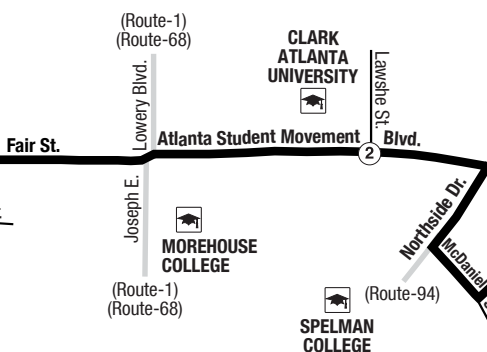 (Route-1)
(Route-68)
CLARK
ATLANTA
UNIVERSITY
Lowery Blvd.
Lawshe St.
Fair St.
Atlanta Student Movement
Blvd.
2
Joseph E.
MOREHOUSE
COLLEGE
Northside Dr.
McDaniel
(Route-1)
(Route-68)
(Route-94)
SPELMAN
COLLEGE